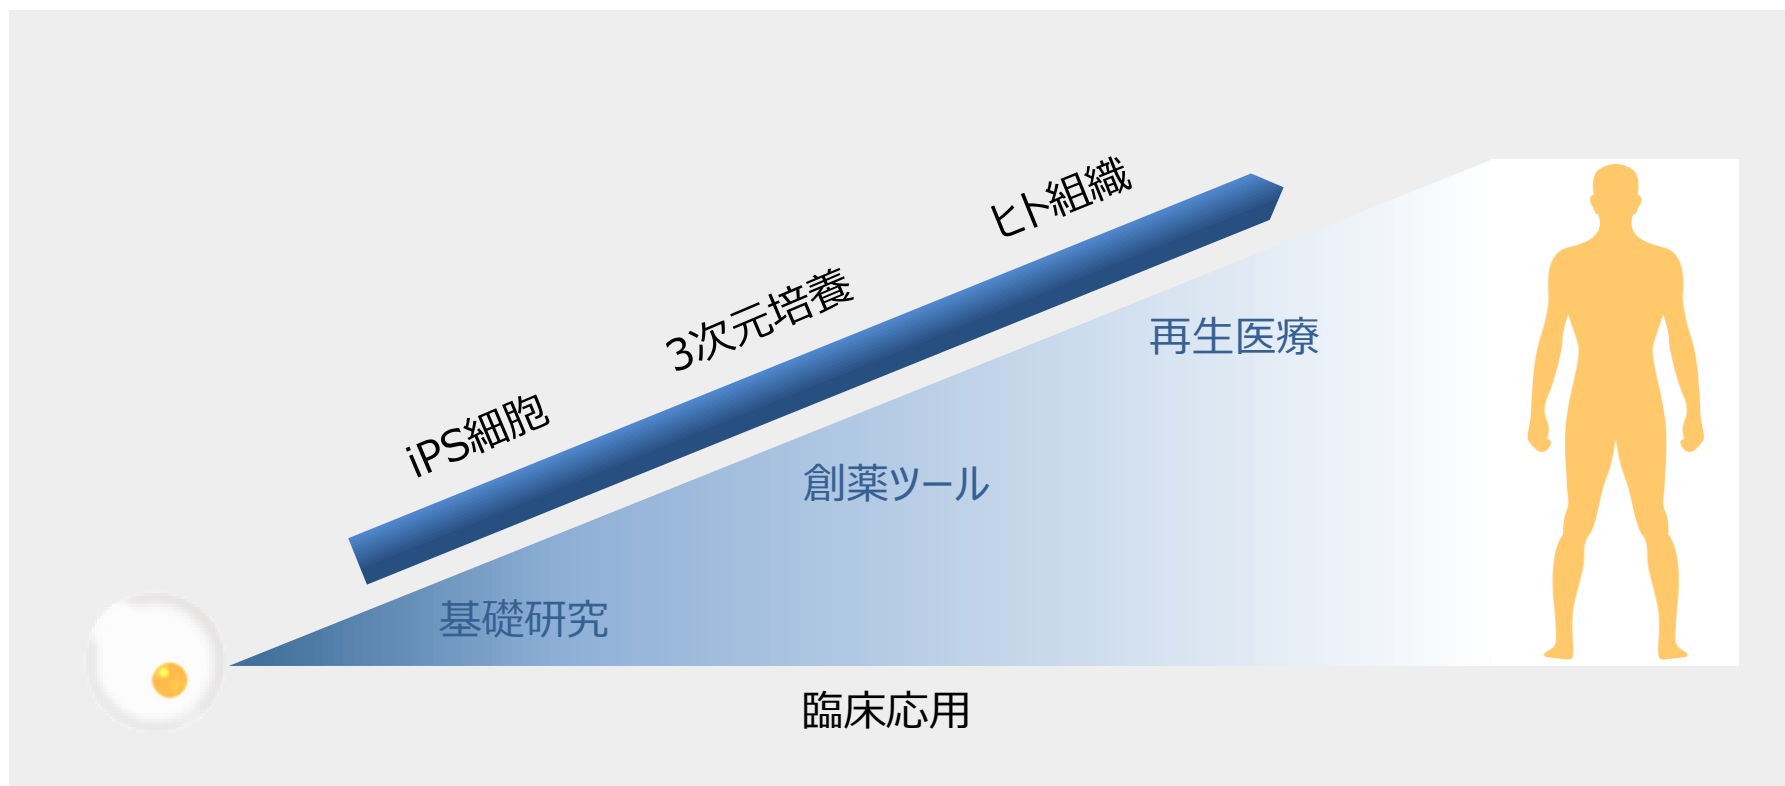 ヒト組織
3次元培養
iPS細胞
再生医療
創薬ツール
基礎研究
臨床応用